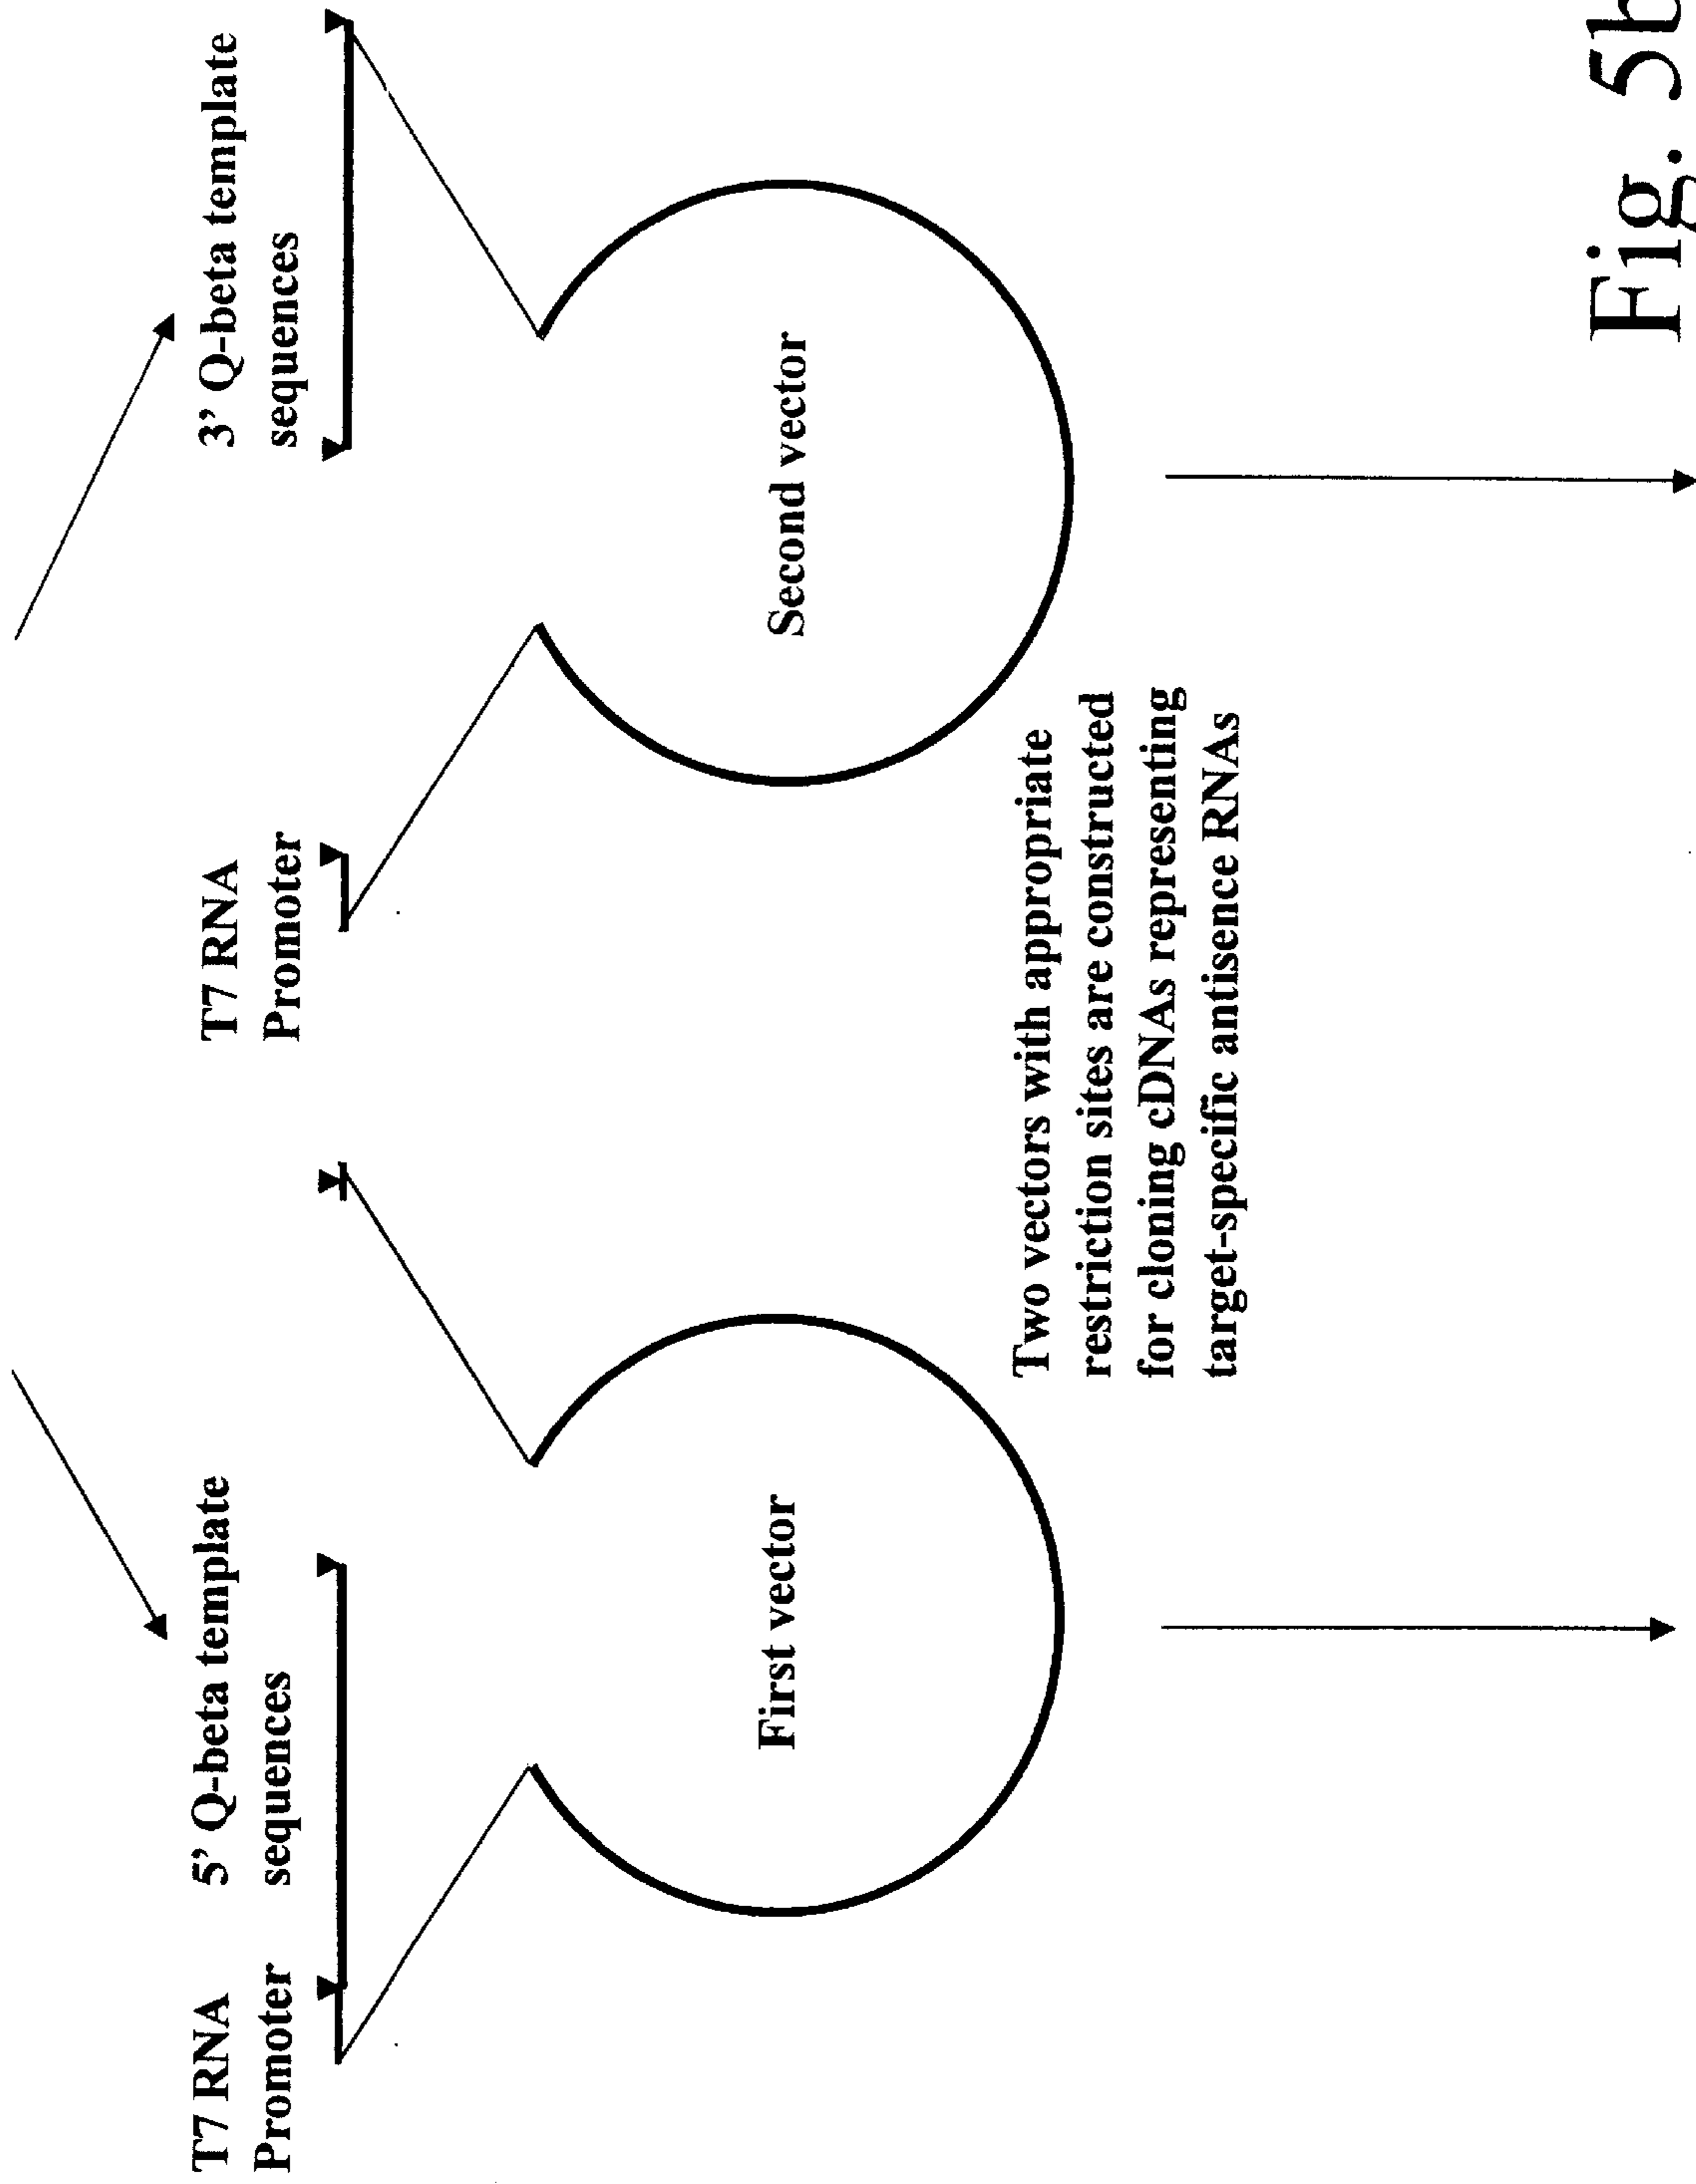 T7 RNA
Promoter
5' Q-beta template
sequences
T7 RNA
Promoter
3' Q-beta template
sequences
First vector
Second vector
Two vectors with appropriate
restriction sites are constructed
for cloning cDNAs representing
target-specific antisence RNAs
Fig. 5b